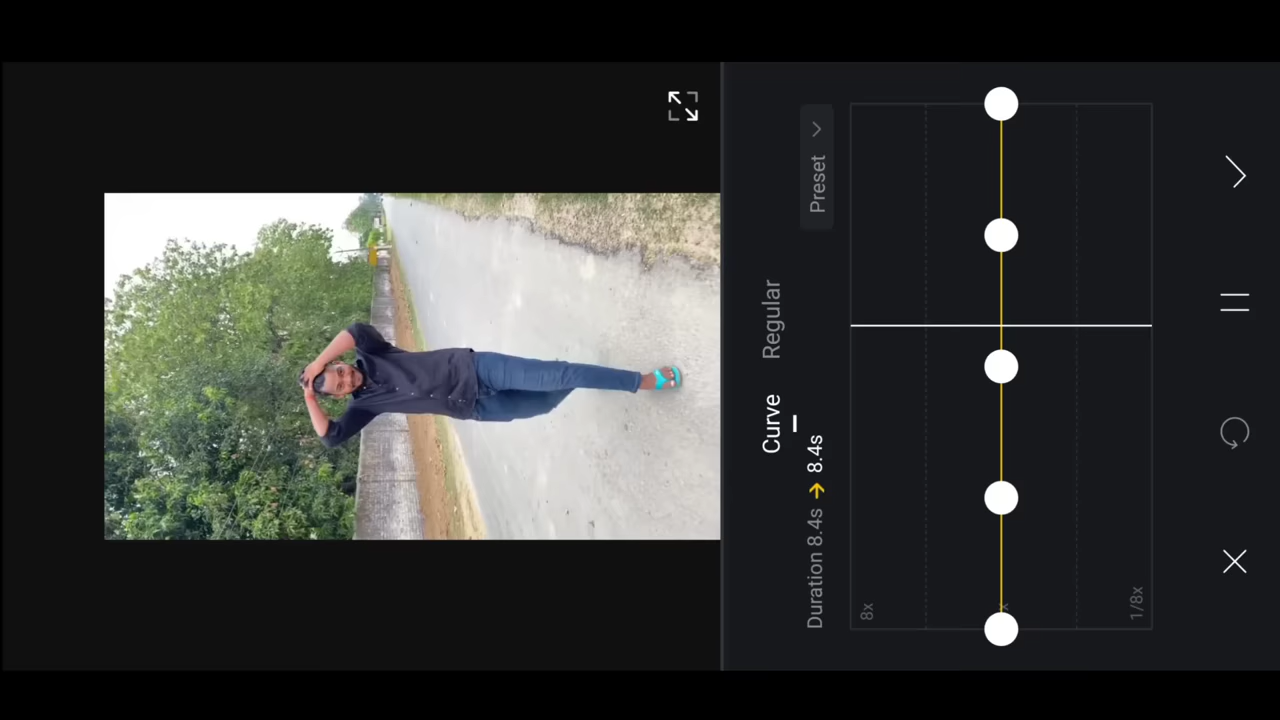 Curve Regular
Duration 8.4s → 8.4s
Preset
8x
1/8x